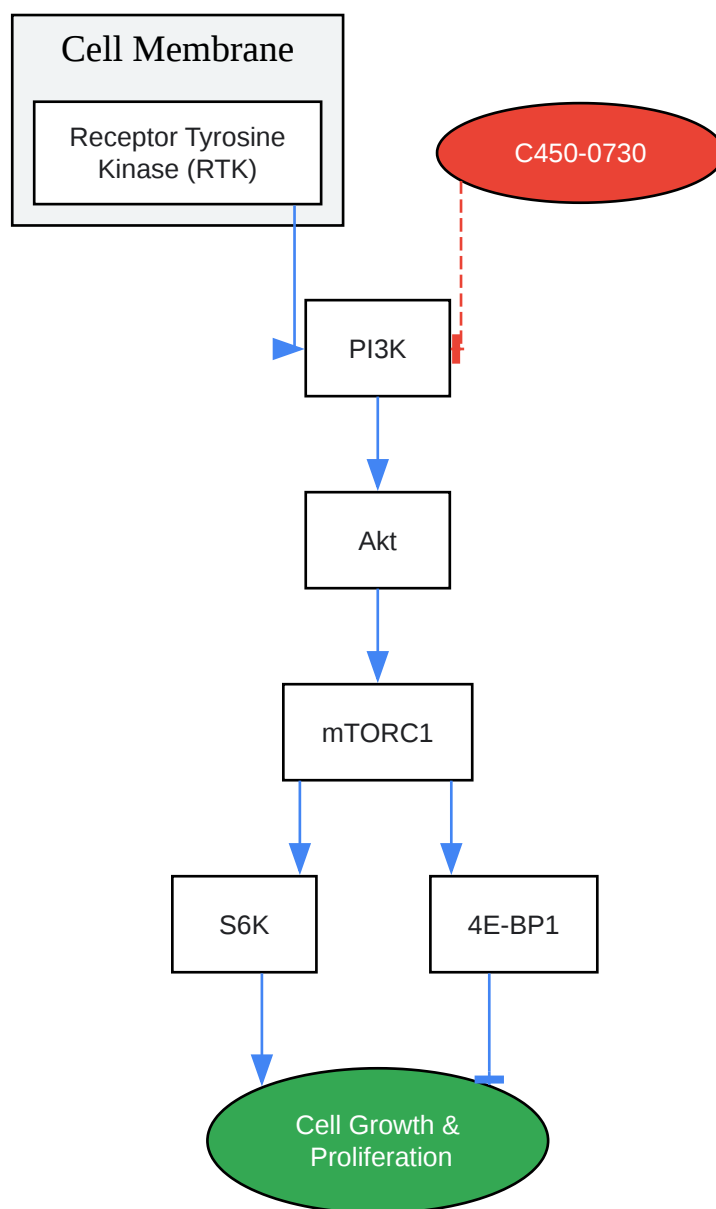 Cell Membrane
Receptor Tyrosine
Kinase (RTK)
C450-0730
PI3K
Akt
mTORC1
S6K
4E-BP1
Cell Growth &
Proliferation